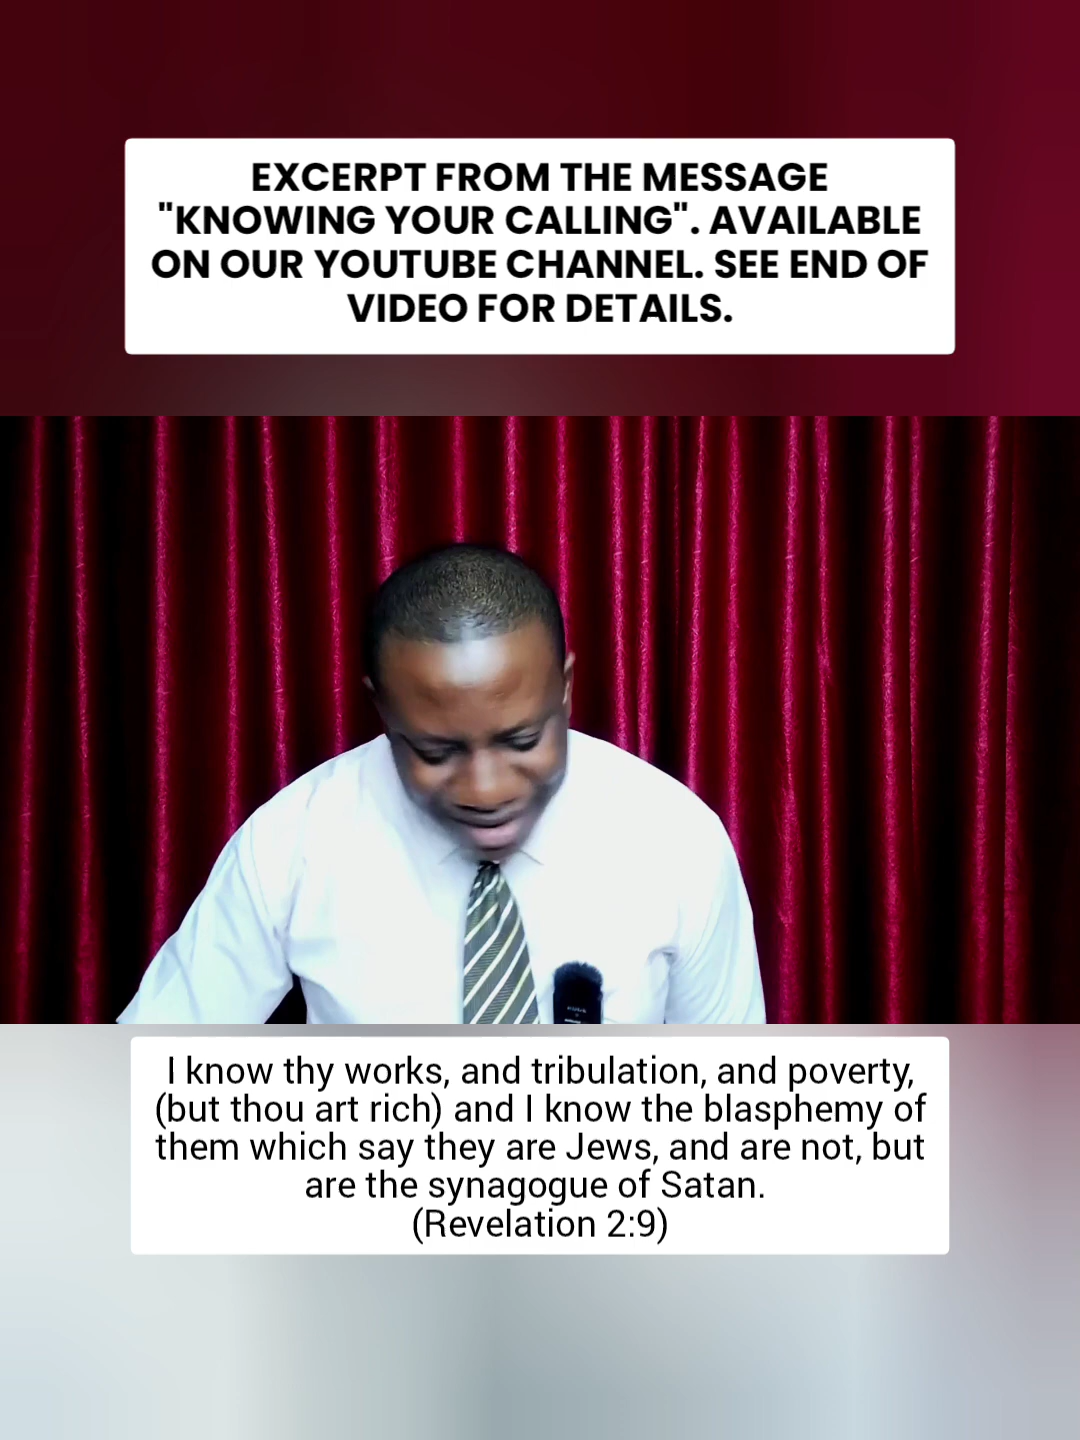 EXCERPT FROM THE MESSAGE
"KNOWING YOUR CALLING". AVAILABLE
ON OUR YOUTUBE CHANNEL. SEE END OF
VIDEO FOR DETAILS.
I know thy works, and tribulation, and poverty,
(but thou art rich) and I know the blasphemy of
them which say they are Jews, and are not, but
are the synagogue of Satan.
(Revelation 2:9)